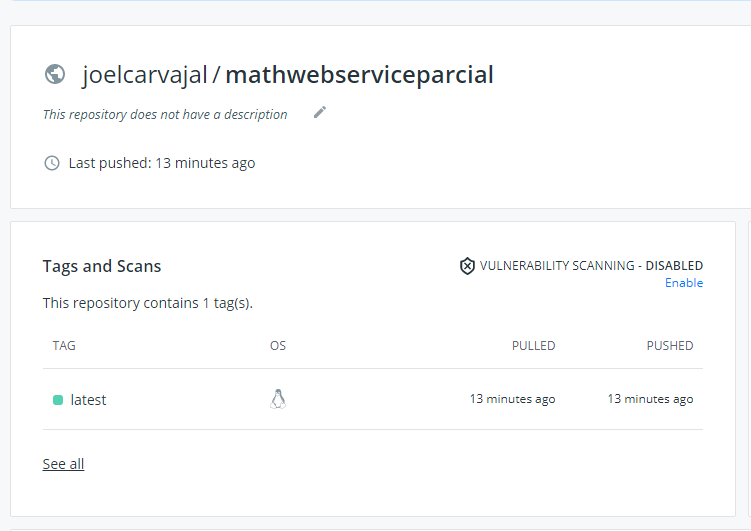 joelcarvajal / mathwebserviceparcial
This repository does not have a description
Last pushed: 13 minutes ago
Tags and Scans
VULNERABILITY SCANNING - DISABLED
Enable
This repository contains 1 tag(s).
TAG OS PULLED PUSHED
latest 13 minutes ago 13 minutes ago
See all